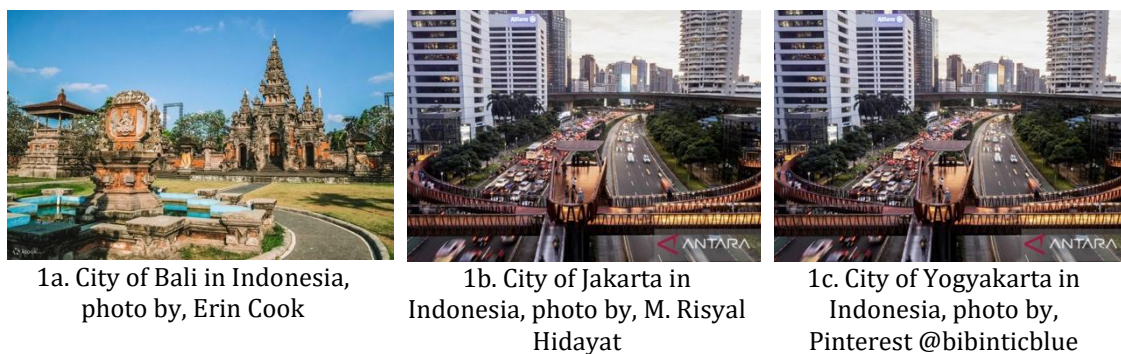 Allianz
ANTARA
Allianz
ANTARA
1a. City of Bali in Indonesia,
photo by, Erin Cook
1b. City of Jakarta in
Indonesia, photo by, M. Risyal
Hidayat
1c. City of Yogyakarta in
Indonesia, photo by,
Pinterest @bibinticblue